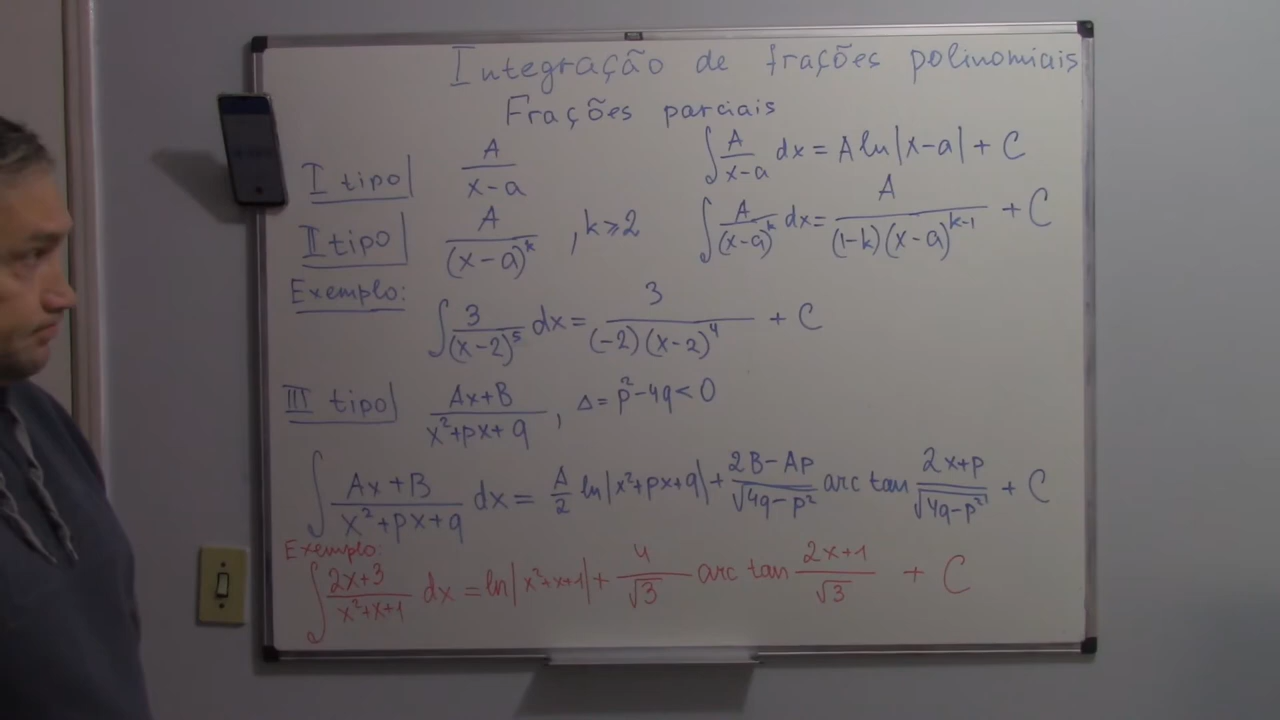 Integração de frações polinomiais
Frações parciais
I tipo A/(x-a) ∫ A/(x-a) dx = A ln|x-a| + C
II tipo A/(x-a)^k , k⩾2 ∫ A/(x-a)^k dx = A/((1-k)(x-a)^(k-1)) + C
Exemplo:
∫ 3/(x-2)^5 dx = 3/((-2)(x-2)^4) + C
III tipo (Ax+B)/(x²+px+q) , Δ= p²-4q< 0
∫ (Ax+B)/(x²+px+q) dx = A/2 ln|x²+px+q| + (2B-Ap)/√(4q-p²) arc tan (2x+p)/√(4q-p²) + C
Exemplo:
∫ (2x+3)/(x²+x+1) dx = ln|x²+x+1| + 4/√3 arc tan (2x+1)/√3 + C